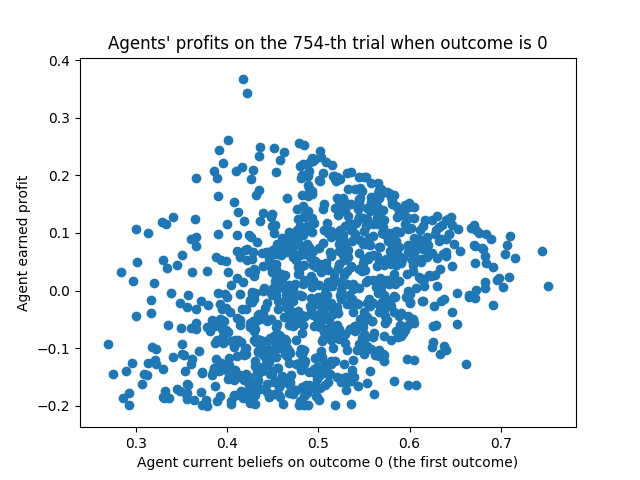 Agents' profits on the 754-th trial when outcome is 0
0.4
0.3
0.2
0.1
0.0
−0.1
−0.2
Agent earned profit
0.3 0.4 0.5 0.6 0.7
Agent current beliefs on outcome 0 (the first outcome)